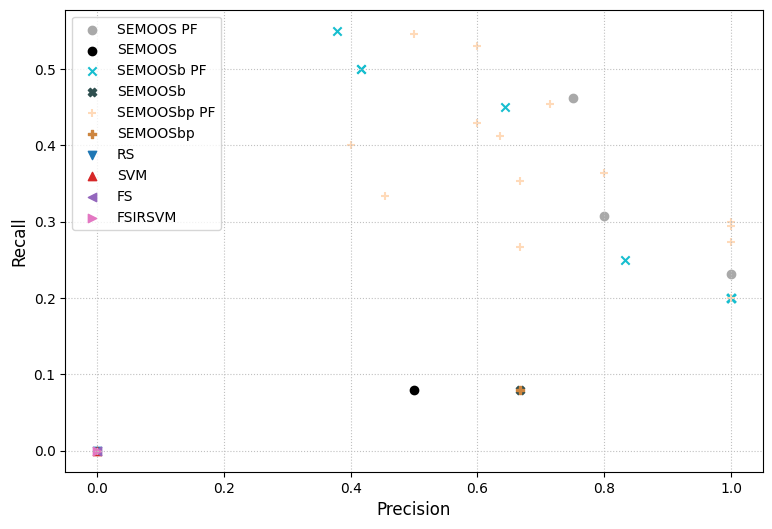 SEMOOS PF
SEMOOS
SEMOOSb PF
SEMOOSb
SEMOOSbp PF
SEMOOSbp
RS
SVM
FS
FSIRSVM
0.5
0.4
0.3
0.2
0.1
0.0
Recall
0.0 0.2 0.4 0.6 0.8 1.0
Precision